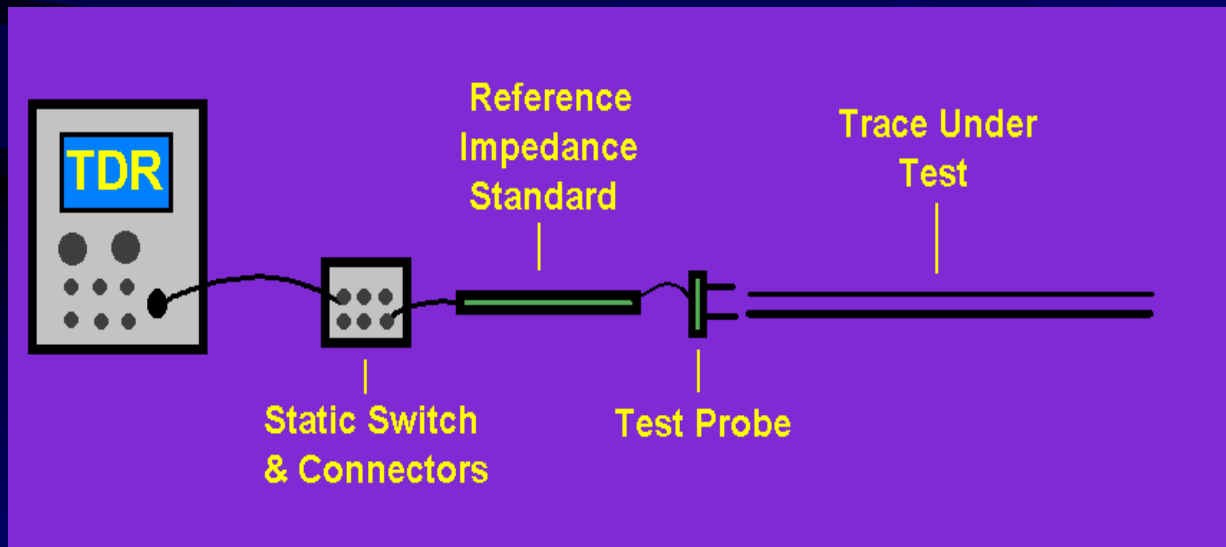 TDR
Reference
Impedance
Standard
Trace Under
Test
Static Switch
& Connectors
Test Probe